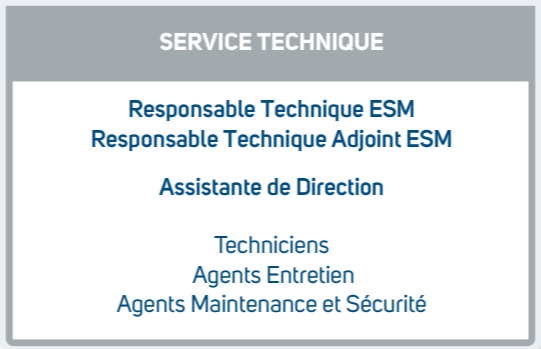 SERVICE TECHNIQUE
Responsable Technique ESM
Responsable Technique Adjoint ESM
Assistante de Direction
Techniciens
Agents Entretien
Agents Maintenance et Sécurité